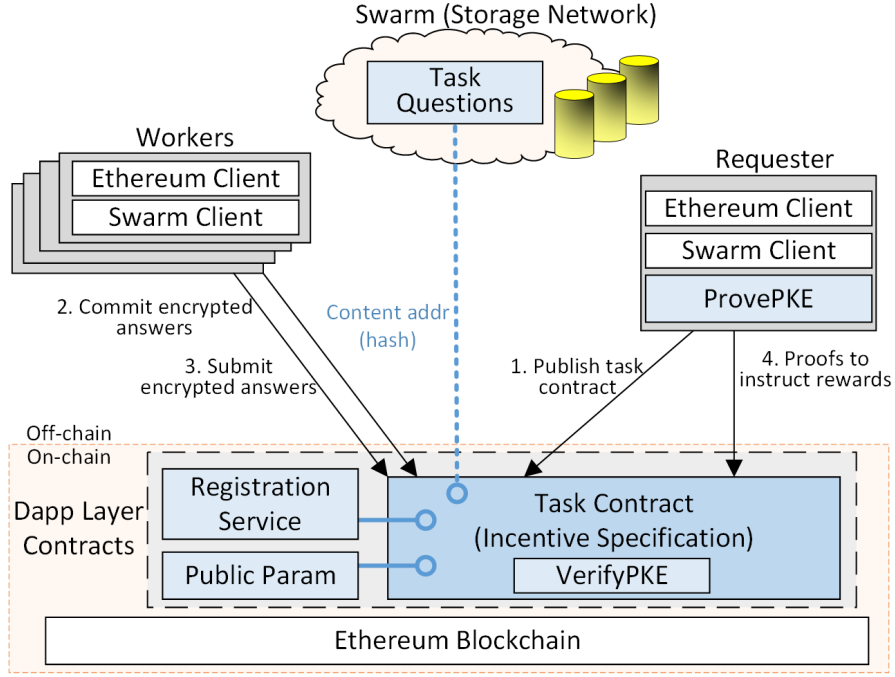 Swarm (Storage Network)
Task
Questions
Workers
Ethereum Client
Swarm Client
Requester
Ethereum Client
Swarm Client
ProvePKE
2. Commit encrypted
answers
Content addr
(hash)
3. Submit
encrypted answers
1. Publish task
contract
4. Proofs to
instruct rewards
Off-chain
On-chain
Dapp Layer
Contracts
Registration
Service
Public Param
Task Contract
(Incentive Specification)
VerifyPKE
Ethereum Blockchain